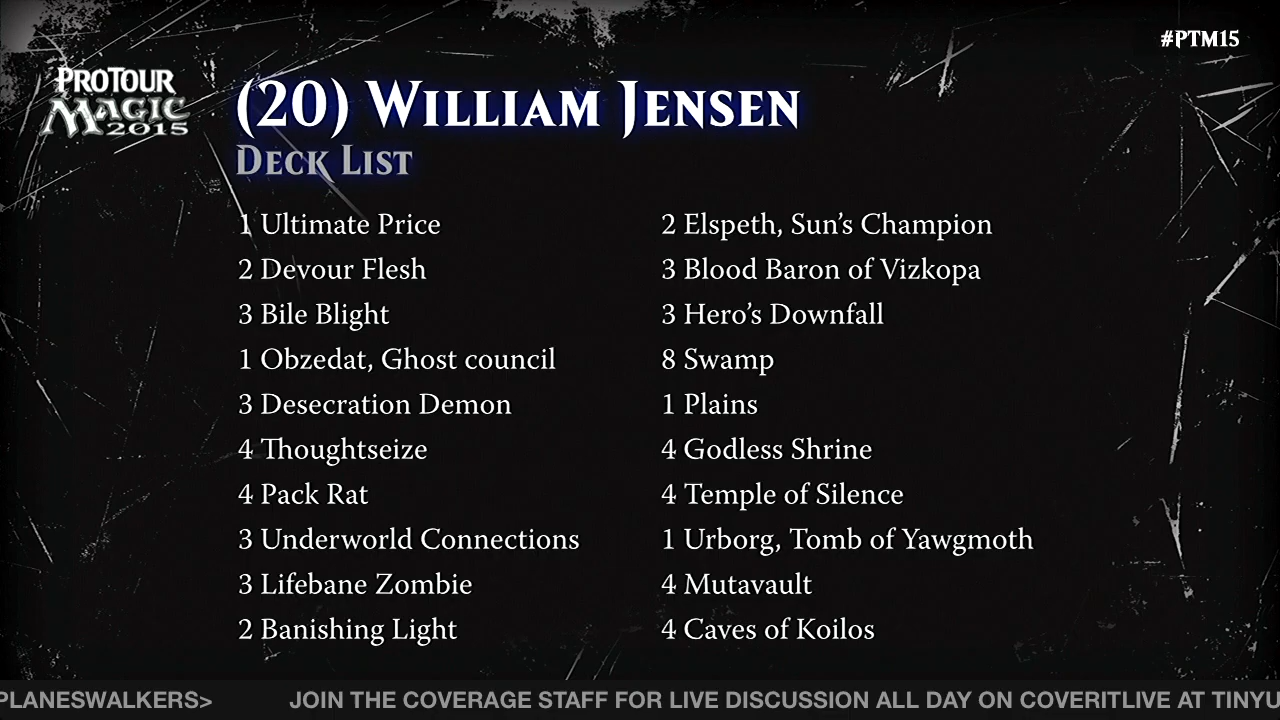 #PTM15
PROTOUR
MAGIC
2015
(20) WILLIAM JENSEN
DECK LIST
1 Ultimate Price
2 Devour Flesh
3 Bile Blight
1 Obzedat, Ghost council
3 Desecration Demon
4 Thoughtseize
4 Pack Rat
3 Underworld Connections
3 Lifebane Zombie
2 Banishing Light
2 Elspeth, Sun’s Champion
3 Blood Baron of Vizkopa
3 Hero’s Downfall
8 Swamp
1 Plains
4 Godless Shrine
4 Temple of Silence
1 Urborg, Tomb of Yawgmoth
4 Mutavault
4 Caves of Koilos
PLANESWALKERS> JOIN THE COVERAGE STAFF FOR LIVE DISCUSSION ALL DAY ON COVERITLIVE AT TINYU